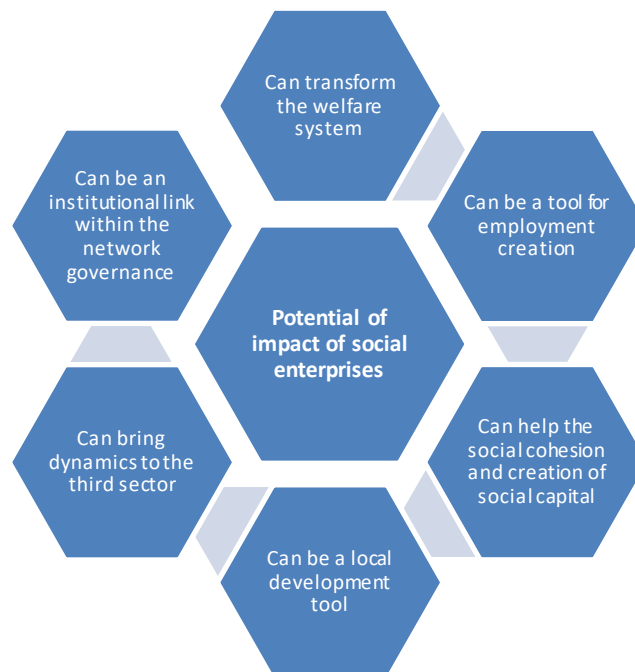 Can transform
the welfare
system
Can be an
institutional link
within the
network
governance
Can be a tool for
employment
creation
Potential of
impact of social
enterprises
Can bring
dynamics to the
third sector
Can help the
social cohesion
and creation of
social capital
Can be a local
development
tool